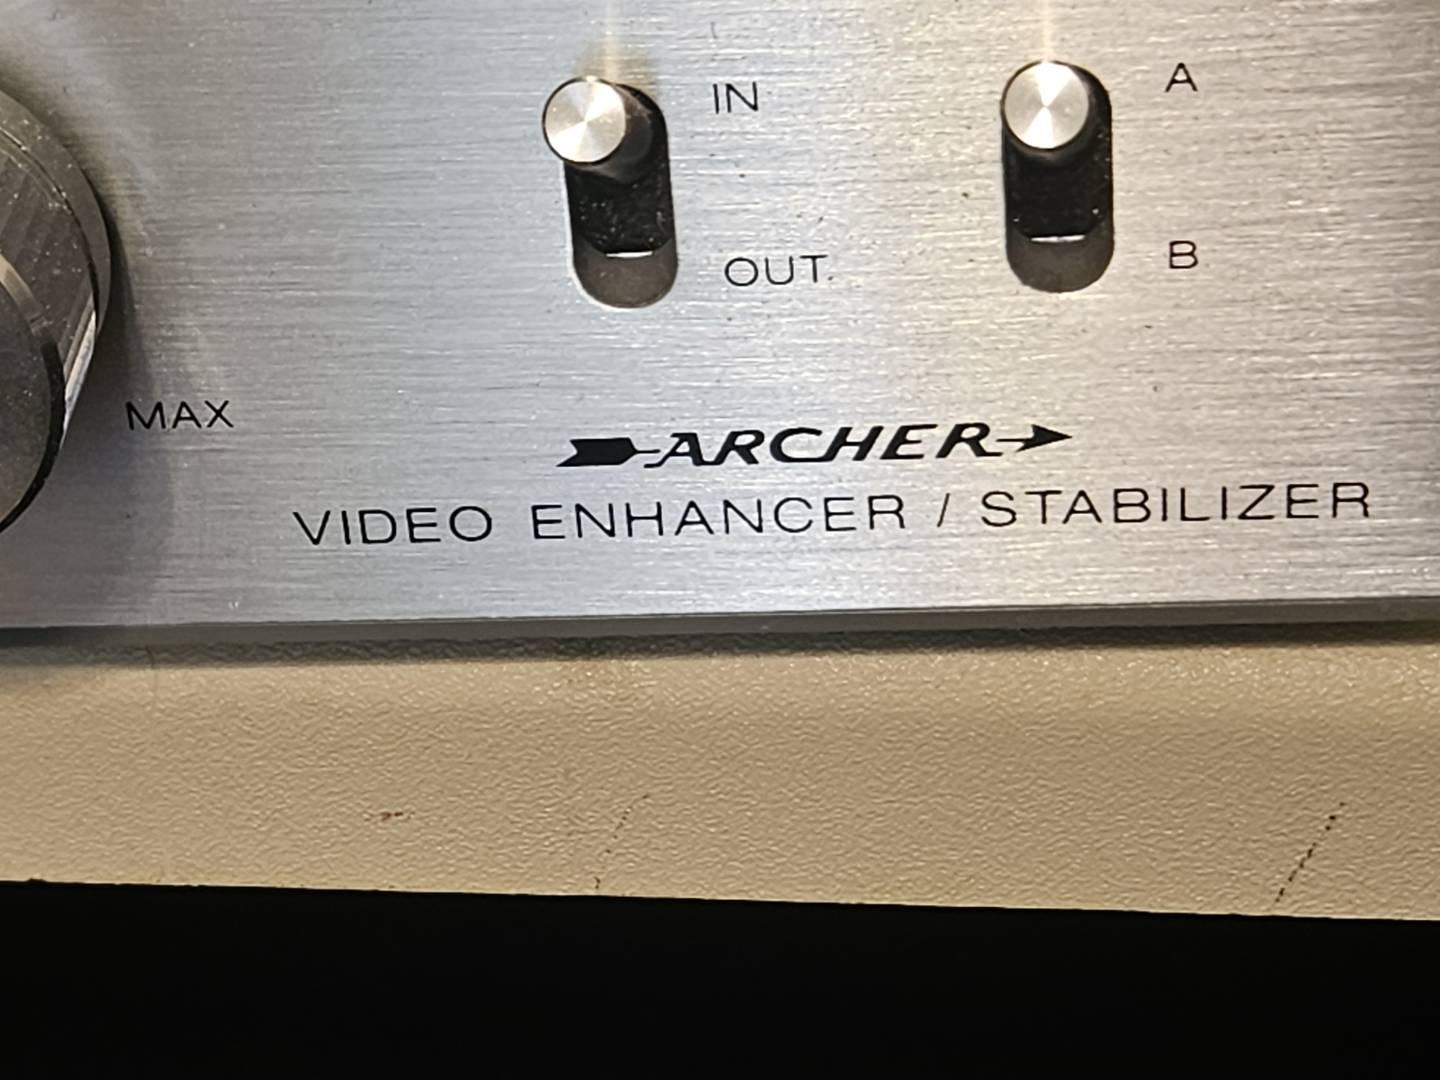 IN
A
OUT
B
MAX
ARCHER
VIDEO ENHANCER / STABILIZER